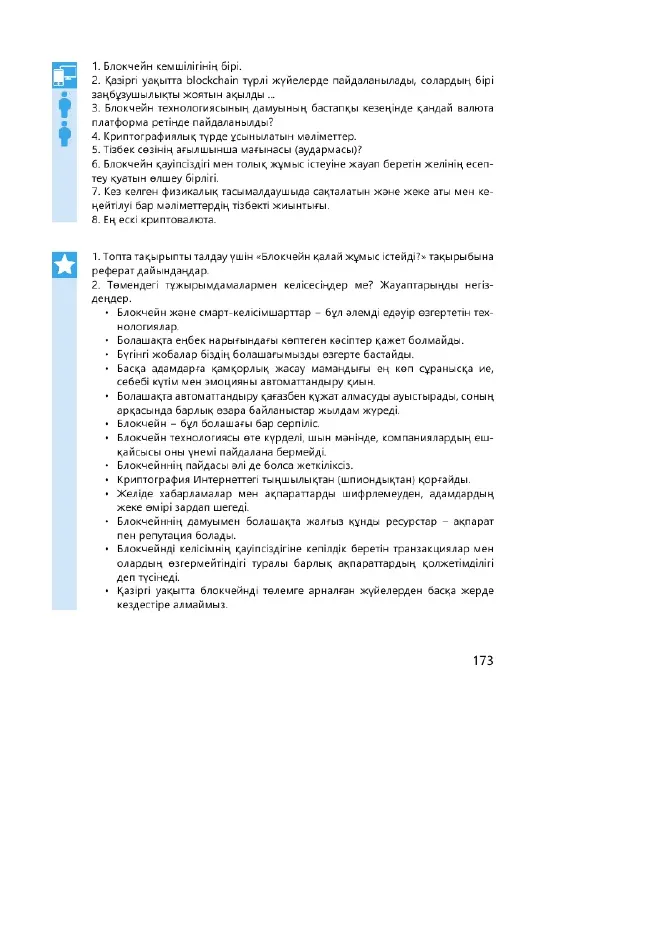 1. Блокчейн кемшілігінің бірі.
2. Қазіргі уақытта blockchain түрлі жүйелерде пайдаланылады, солардың бірі
заңбұзушылықты жоятын ақылды ...
3. Блокчейн технологиясының дамуының бастапқы кезеңінде қандай валюта
платформа ретінде пайдаланылды?
4. Криптографиялық түрде ұсынылатын мәліметтер.
5. Тізбек сөзінің ағылшынша мағынасы (аудармасы)?
6. Блокчейн қауіпсіздігі мен толық жұмыс істеуіне жауап беретін желінің есеп-
теу қуатын өлшеу бірлігі.
7. Кез келген физикалық тасымалдаушыда сақталатын және жеке аты мен ке-
ңейтілуі бар мәліметтердің тізбекті жиынтығы.
8. Ең ескі криптовалюта.
1. Топта тақырыпты талдау үшін «Блокчейн қалай жұмыс істейді?» тақырыбына
реферат дайындаңдар.
2. Төмендегі тұжырымдамалармен келісесіңдер ме? Жауаптарыңды негіз-
деңдер.
• Блокчейн және смарт-келісімшарттар – бұл әлемді едәуір өзгертетін тех-
нологиялар.
• Болашақта еңбек нарығындағы көптеген кәсіптер қажет болмайды.
• Бүгінгі жобалар біздің болашағымызды өзгерте бастайды.
• Басқа адамдарға қамқорлық жасау мамандығы ең көп сұранысқа ие,
себебі күтім мен эмоцияны автоматтандыру қиын.
• Болашақта автоматтандыру қағазбен құжат алмасуды ауыстырады, соның
арқасында барлық өзара байланыстар жылдам жүреді.
• Блокчейн – бұл болашағы бар серпіліс.
• Блокчейн технологиясы өте күрделі, шын мәнінде, компаниялардың еш-
қайсысы оны үнемі пайдалана бермейді.
• Блокчейннің пайдасы әлі де болса жеткіліксіз.
• Криптография Интернеттегі тыңшылықтан (шпиондықтан) қорғайды.
• Желіде хабарламалар мен ақпараттарды шифрлемеуден, адамдардың
жеке өмірі зардап шегеді.
• Блокчейннің дамуымен болашақта жалғыз құнды ресурстар – ақпарат
пен репутация болады.
• Блокчейнді келісімнің қауіпсіздігіне кепілдік беретін транзакциялар мен
олардың өзгермейтіндігі туралы барлық ақпараттардың қолжетімділігі
деп түсінеді.
• Қазіргі уақытта блокчейнді төлемге арналған жүйелерден басқа жерде
кездестіре алмаймыз.
173